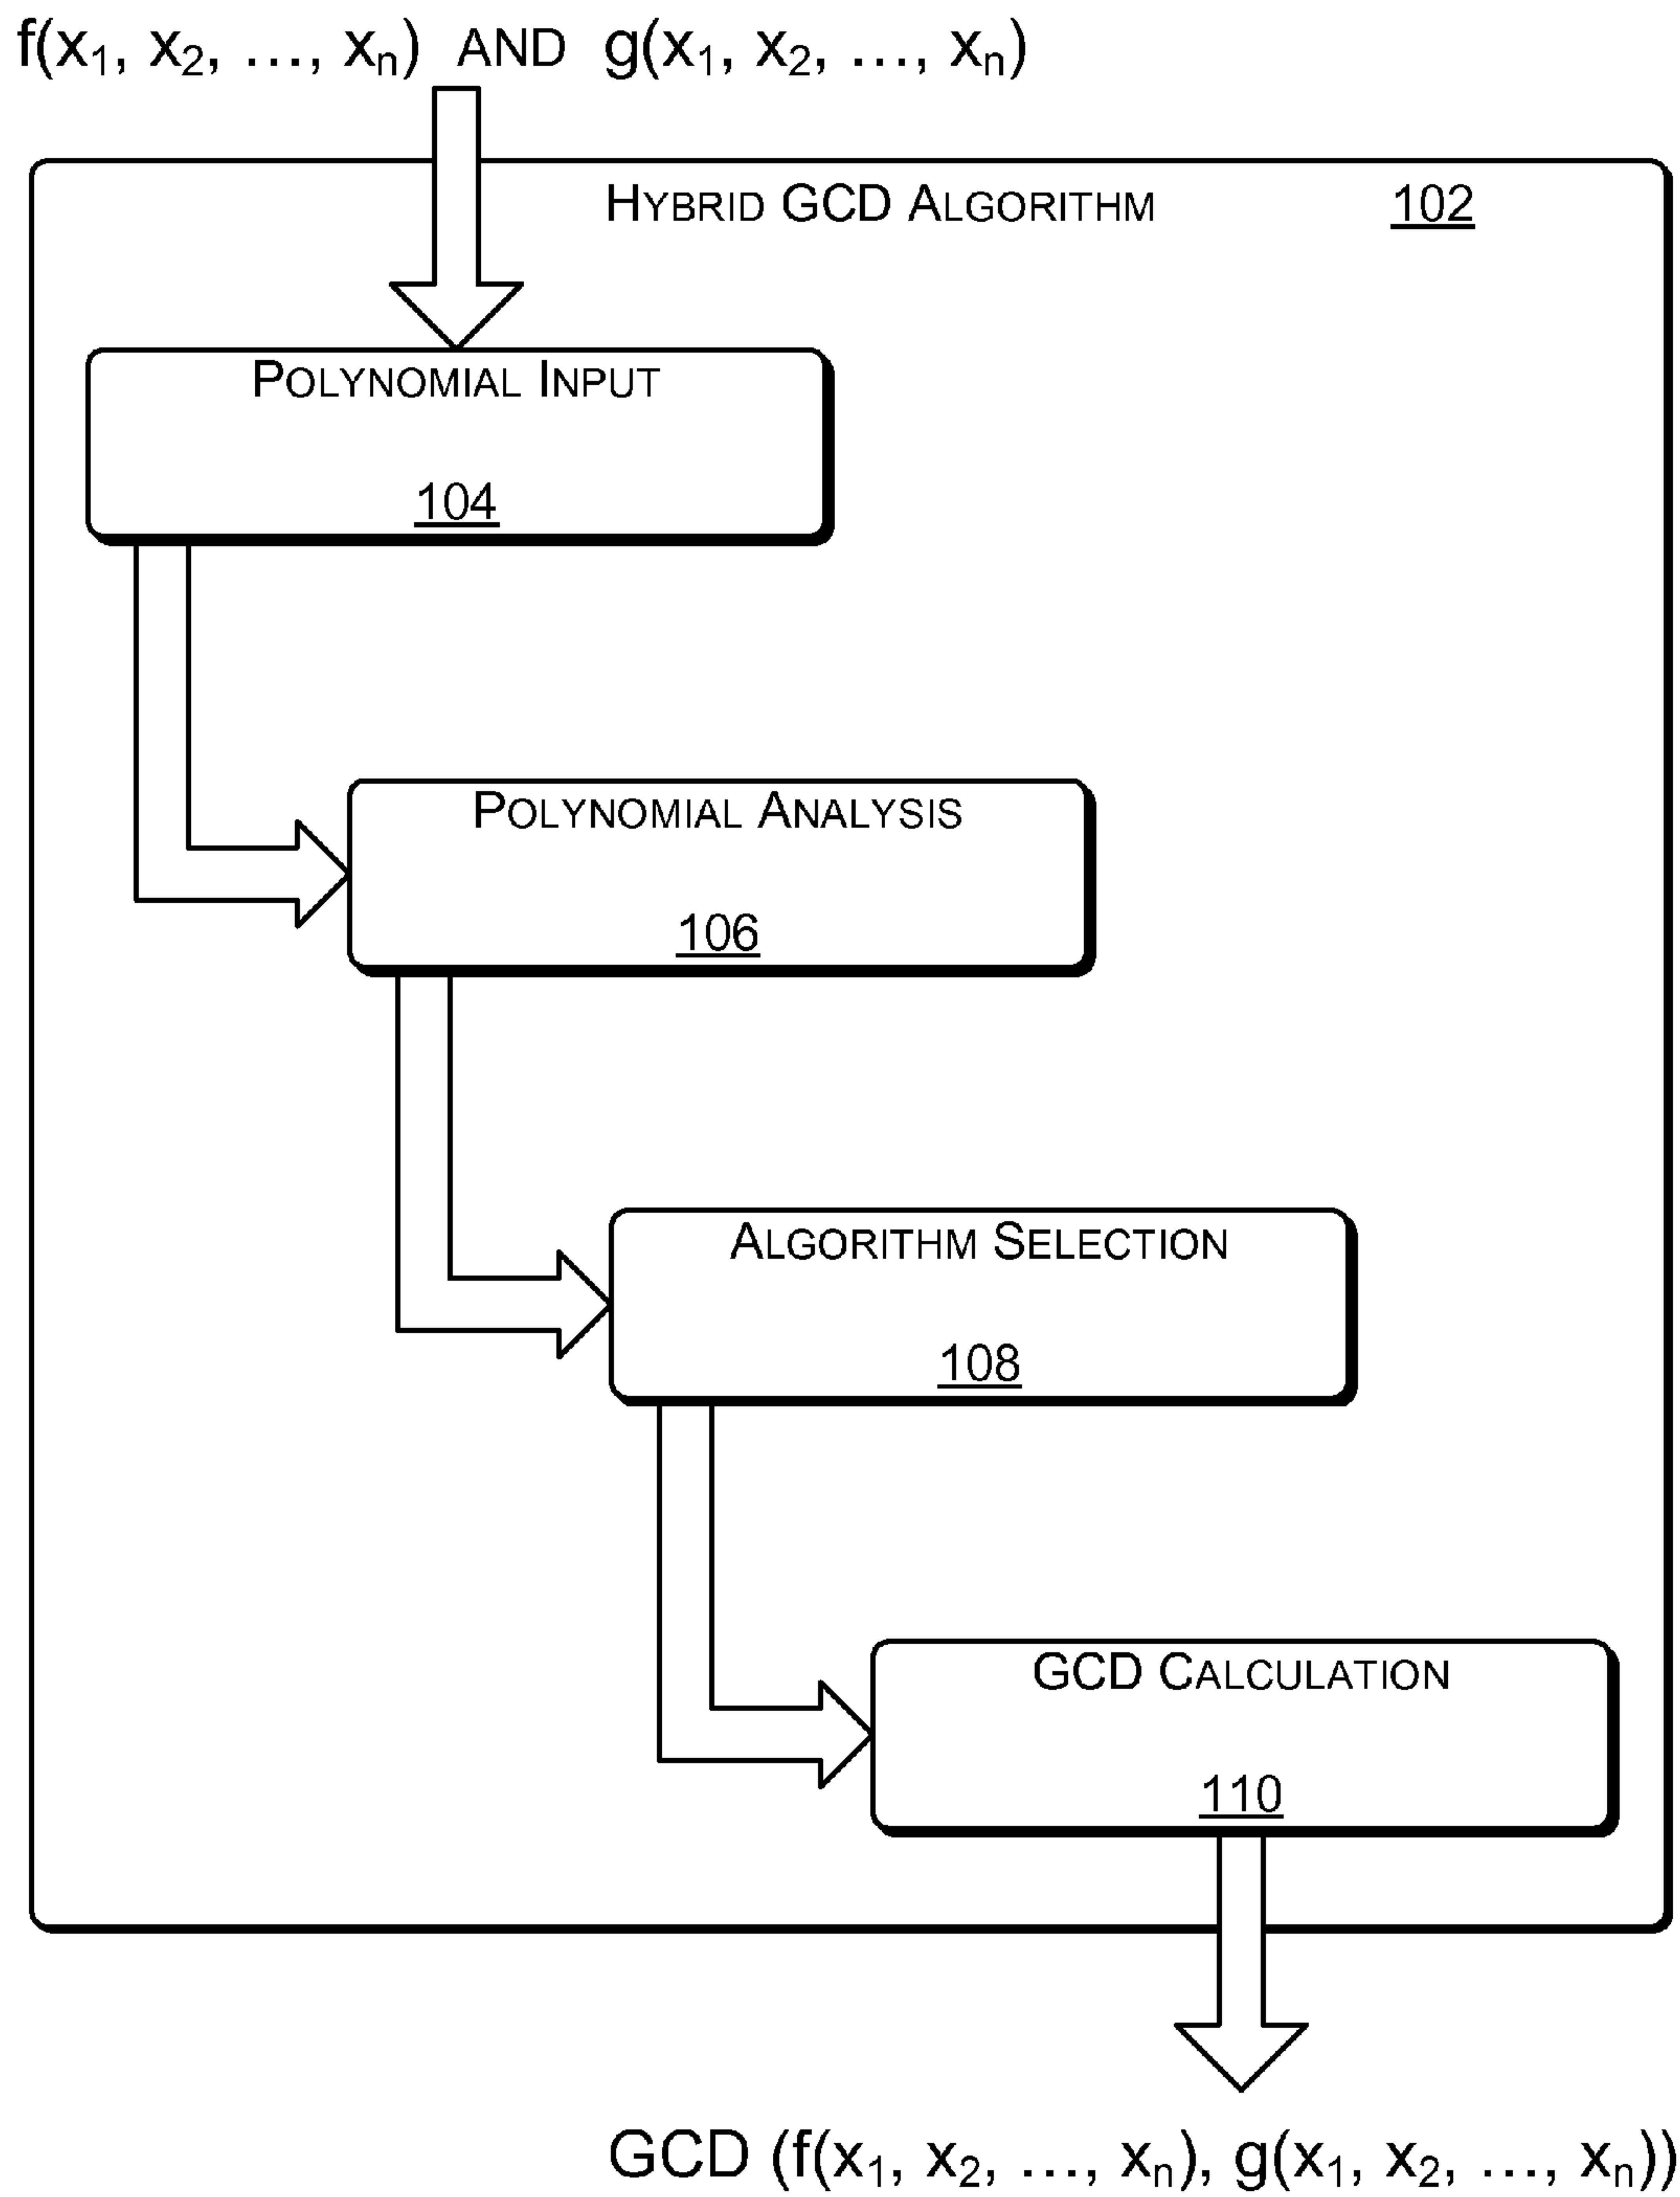 f(x₁, x₂, ..., xₙ) AND g(x₁, x₂, ..., xₙ)
HYBRID GCD ALGORITHM 102
POLYNOMIAL INPUT
104
POLYNOMIAL ANALYSIS
106
ALGORITHM SELECTION
108
GCD CALCULATION
110
GCD (f(x₁, x₂, ..., xₙ), g(x₁, x₂, ..., xₙ))